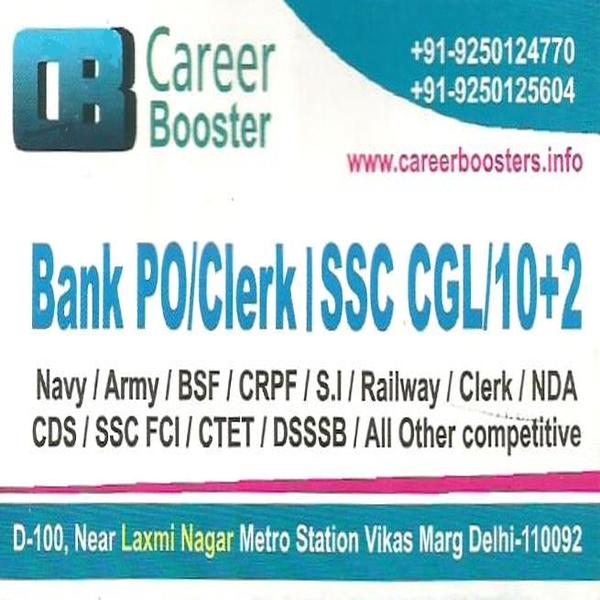 CB
Career
Booster
+91-9250124770
+91-9250125604
www.careerboosters.info
Bank PO/Clerk | SSC CGL/10+2
Navy / Army / BSF / CRPF / S.I / Railway / Clerk / NDA
CDS / SSC FCI / CTET / DSSSB / All Other competitive
D-100, Near Laxmi Nagar Metro Station Vikas Marg Delhi-110092